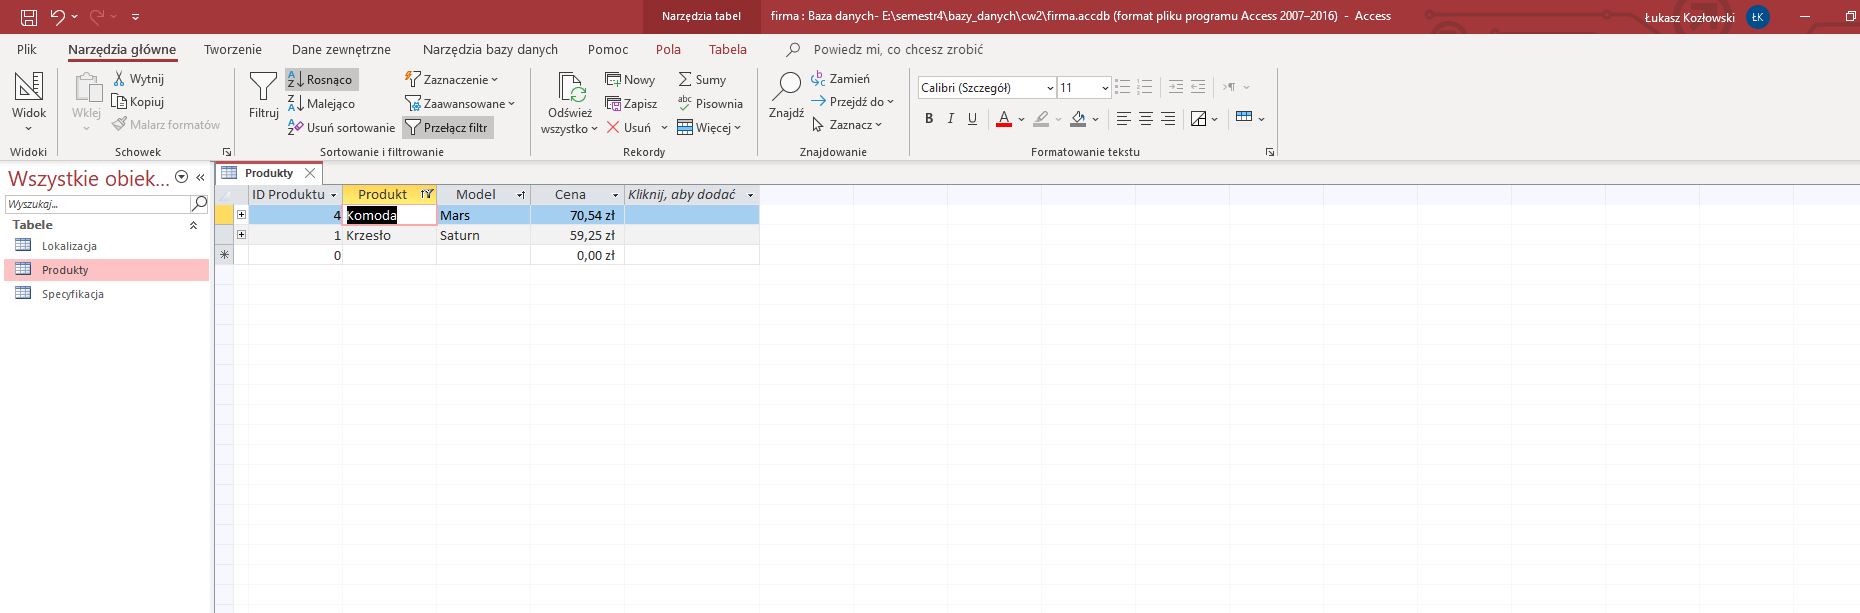 Narzędzia tabel
firma : Baza danych- E:\semestr4\bazy_danych\cw2\firma.accdb (format pliku programu Access 2007–2016) - Access
Łukasz Kozłowski ŁK
Plik Narzędzia główne Tworzenie Dane zewnętrzne Narzędzia bazy danych Pomoc Pola Tabela Powiedz mi, co chcesz zrobić
Widok
Widoki
Wklej
Wytnij
Kopiuj
Malarz formatów
Schowek
Filtruj
Rosnąco
Malejąco
Usuń sortowanie
Zaznaczenie
Zaawansowane
Przełącz filtr
Sortowanie i filtrowanie
Odśwież
wszystko
Nowy
Zapisz
Usuń
Sumy
Pisownia
Więcej
Rekordy
Znajdź
Zamień
Przejdź do
Zaznacz
Znajdowanie
Calibri (Szczegół) 11
B I U A
Formatowanie tekstu
Wszystkie obiek...
Wyszukaj...
Tabele
Lokalizacja
Produkty
Specyfikacja
Produkty
ID Produktu Produkt Model Cena Kliknij, aby dodać
4 Komoda Mars 70,54 zł
1 Krzesło Saturn 59,25 zł
0 0,00 zł